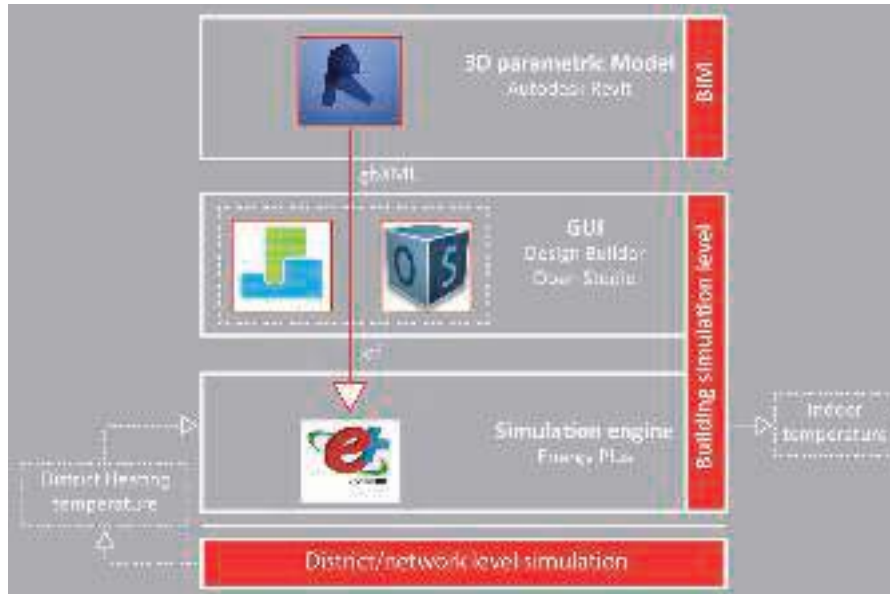 3D parametric Model
Autodesk Revit
BIM
gbXML
GUI
Design Builder
Open Studio
O S
Building simulation level
Simulation engine
Energy Plus
Indoor
temperature
District Heating
temperature
District/network level simulation